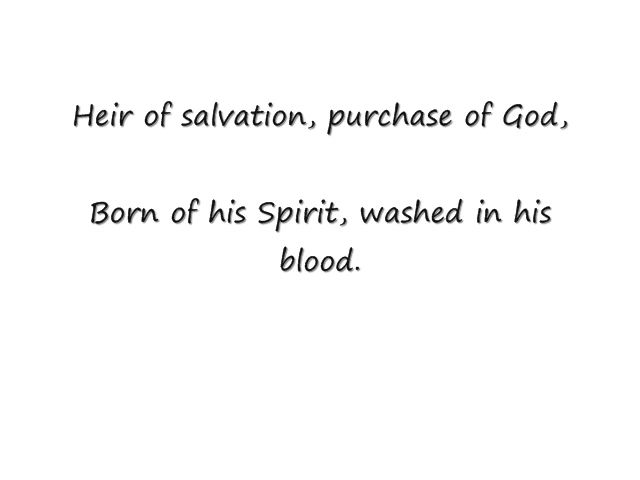 Heir of salvation, purchase of God,
Born of his Spirit, washed in his
blood.